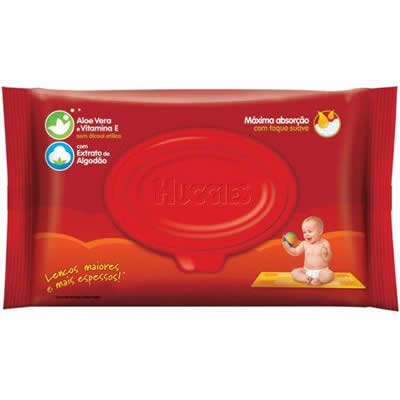 Aloe Vera
e Vitamina E
sem álcool etílico
com
Extrato de
Algodão
Máxima absorção
com toque suave
HUGGIES
Lenços maiores
e mais espessos!*